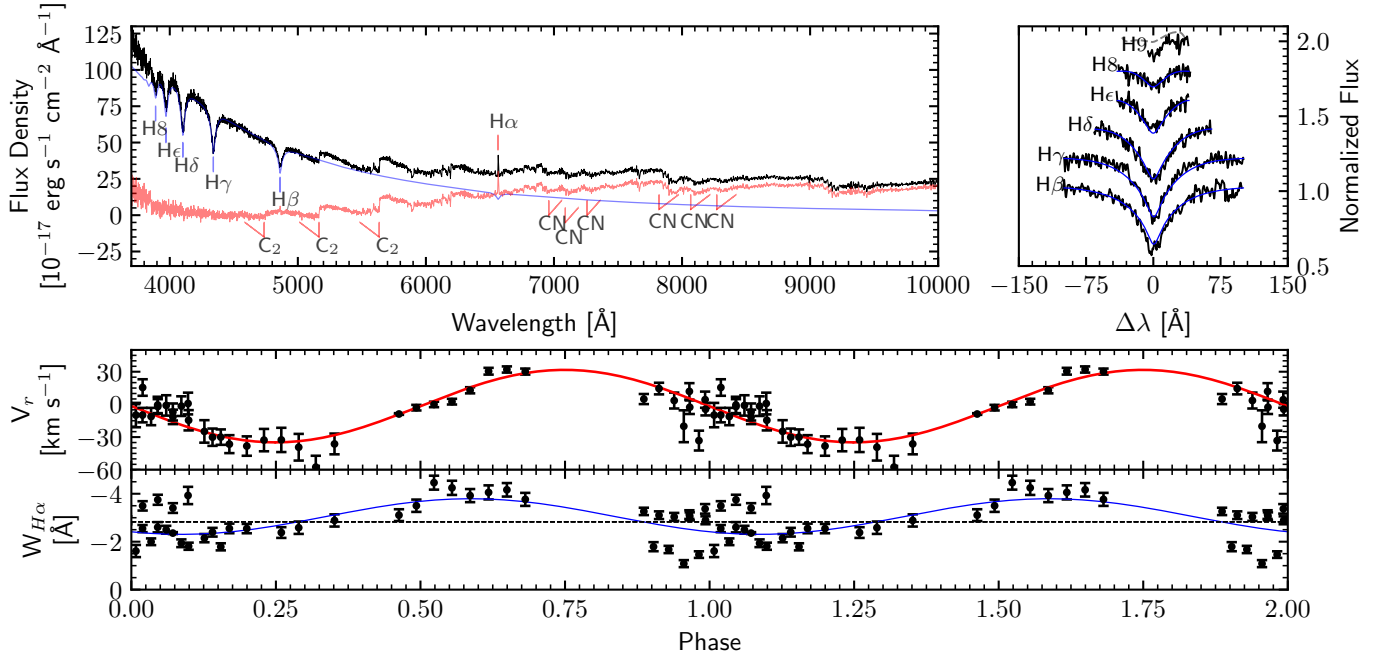 Flux Density
[10⁻¹⁷ erg s⁻¹ cm⁻² Å⁻¹]
125
100
75
50
25
0
−25
H8
Hϵ
Hδ
Hγ
Hβ
Hα
C₂
C₂
C₂
CN
CN
CN
CN
CN
CN
4000 5000 6000 7000 8000 9000 10000
Wavelength [Å]
H9
H8
Hϵ
Hδ
Hγ
Hβ
2.0
1.5
1.0
0.5
Normalized Flux
−150 −75 0 75 150
Δλ [Å]
V_r
[km s⁻¹]
30
0
−30
−60
W_Hα
[Å]
−4
−2
0
0.00 0.25 0.50 0.75 1.00 1.25 1.50 1.75 2.00
Phase